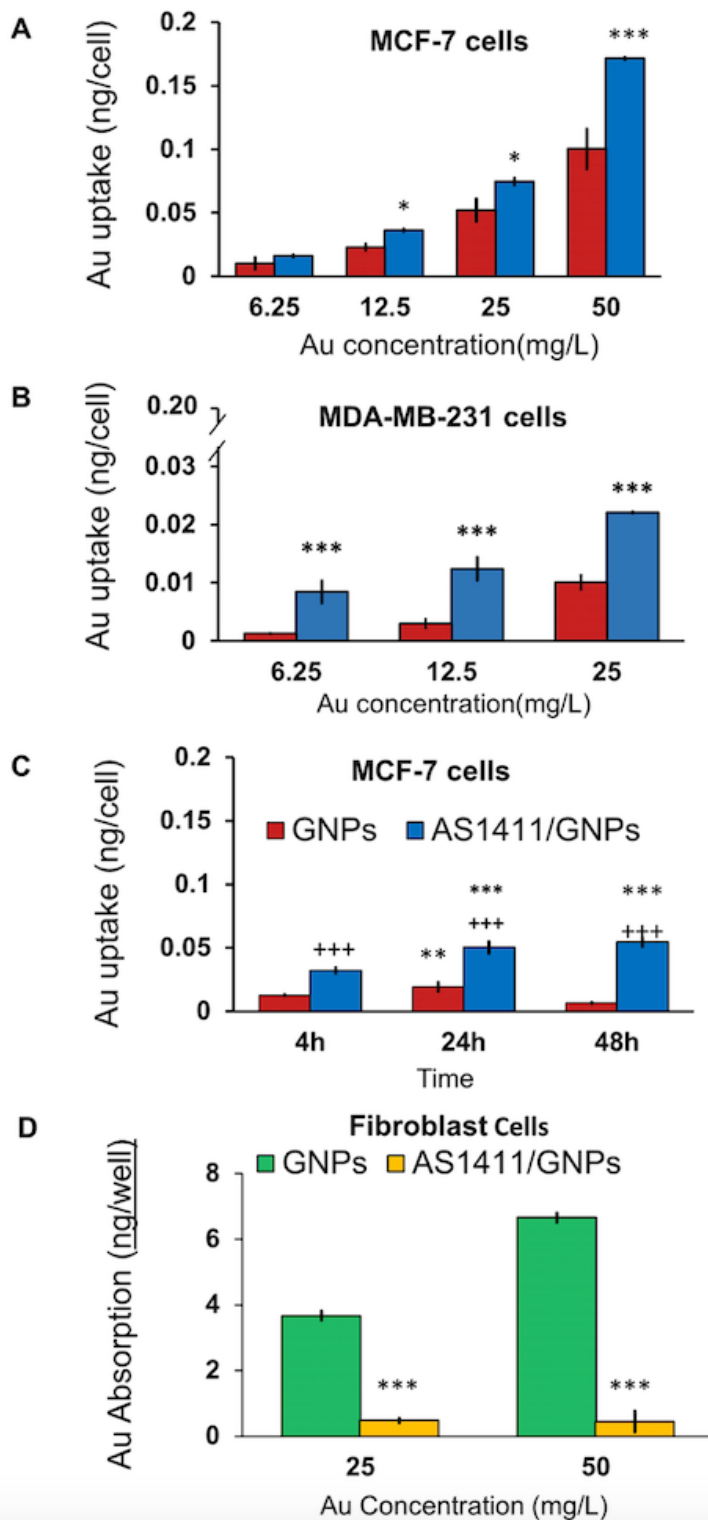 A
MCF-7 cells
Au uptake (ng/cell)
0.2
0.15
0.1
0.05
0
***
*
*
6.25 12.5 25 50
Au concentration(mg/L)
B
MDA-MB-231 cells
Au uptake (ng/cell)
0.20
0.03
0.02
0.01
0
*** *** ***
6.25 12.5 25
Au concentration(mg/L)
C
MCF-7 cells
Au uptake (ng/cell)
0.2
0.15
0.1
0.05
0
GNPs AS1411/GNPs
*** ***
+++ ** +++ +++
4h 24h 48h
Time
D
Fibroblast Cells
GNPs AS1411/GNPs
Au Absorption (ng/well)
8
6
4
2
0
*** ***
25 50
Au Concentration (mg/L)